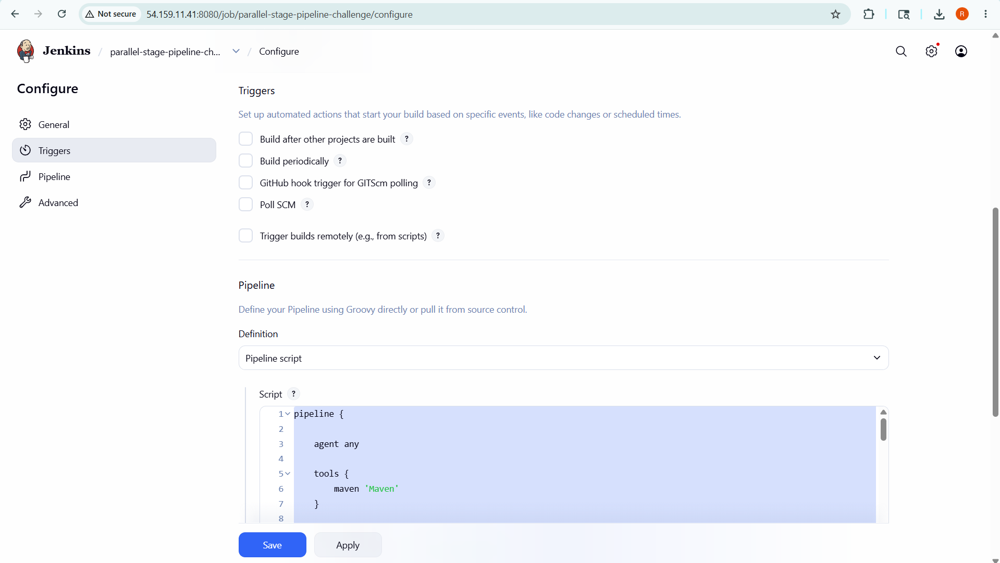 Not secure 54.159.11.41:8080/job/parallel-stage-pipeline-challenge/configure R
Jenkins / parallel-stage-pipeline-ch... / Configure
Configure
General
Triggers
Pipeline
Advanced
Triggers
Set up automated actions that start your build based on specific events, like code changes or scheduled times.
Build after other projects are built ?
Build periodically ?
GitHub hook trigger for GITScm polling ?
Poll SCM ?
Trigger builds remotely (e.g., from scripts) ?
Pipeline
Define your Pipeline using Groovy directly or pull it from source control.
Definition
Pipeline script
Script ?
1 pipeline {
2
3 agent any
4
5 tools {
6 maven 'Maven'
7 }
8
Save Apply